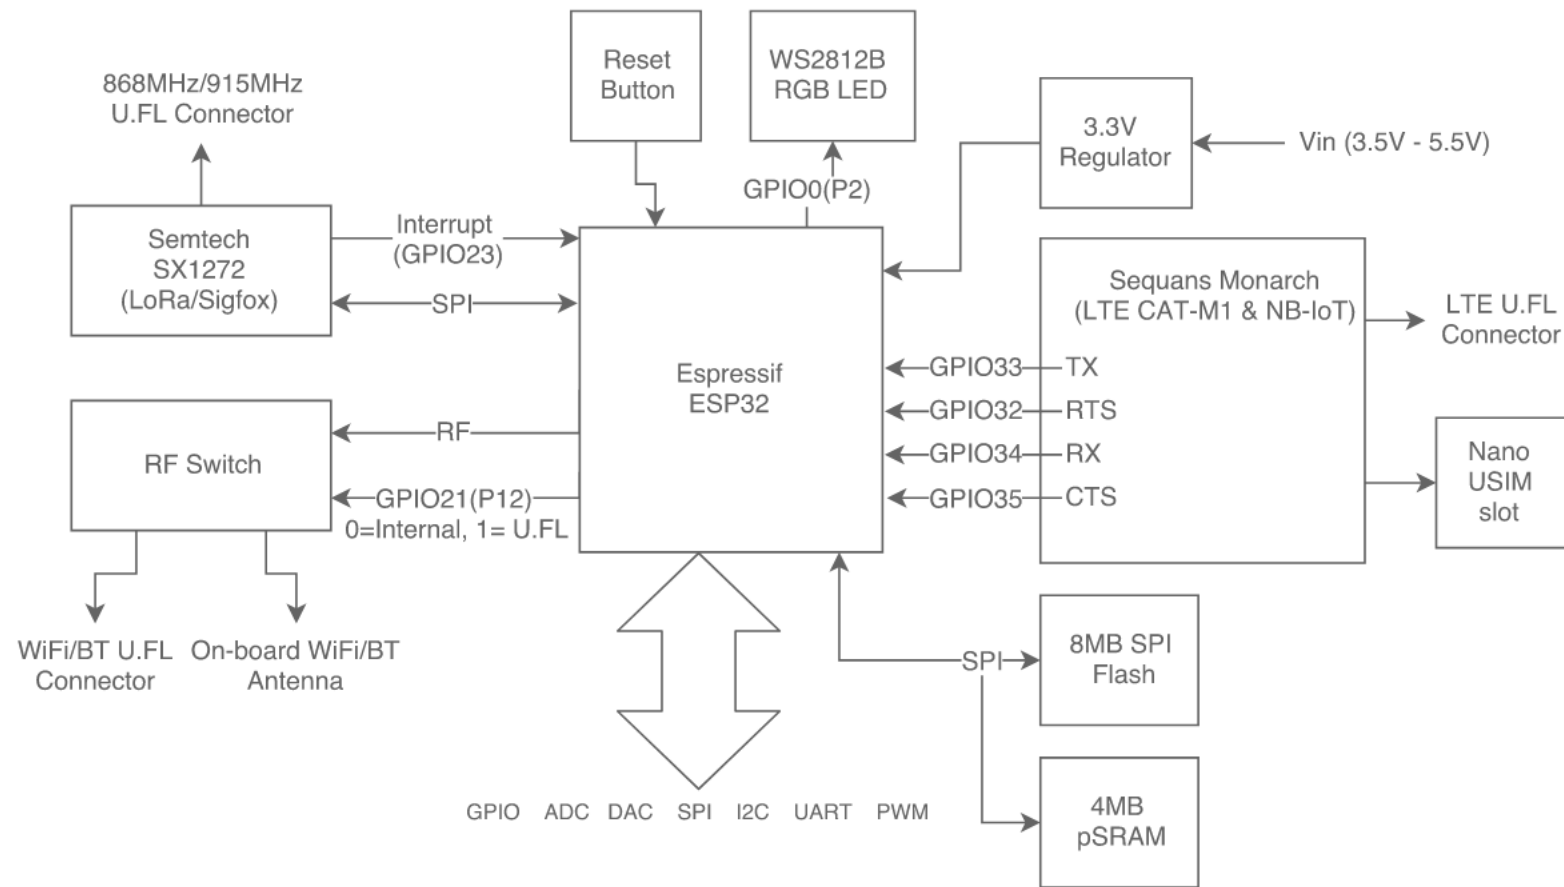 868MHz/915MHz
U.FL Connector
Reset
Button
WS2812B
RGB LED
3.3V
Regulator
Vin (3.5V - 5.5V)
GPIO0(P2)
Semtech
SX1272
(LoRa/Sigfox)
Interrupt
(GPIO23)
SPI
Sequans Monarch
(LTE CAT-M1 & NB-IoT)
LTE U.FL
Connector
Espressif
ESP32
GPIO33 TX
GPIO32 RTS
GPIO34 RX
GPIO35 CTS
RF Switch
RF
GPIO21(P12)
0=Internal, 1= U.FL
Nano
USIM
slot
WiFi/BT U.FL
Connector
On-board WiFi/BT
Antenna
SPI
8MB SPI
Flash
4MB
pSRAM
GPIO ADC DAC SPI I2C UART PWM